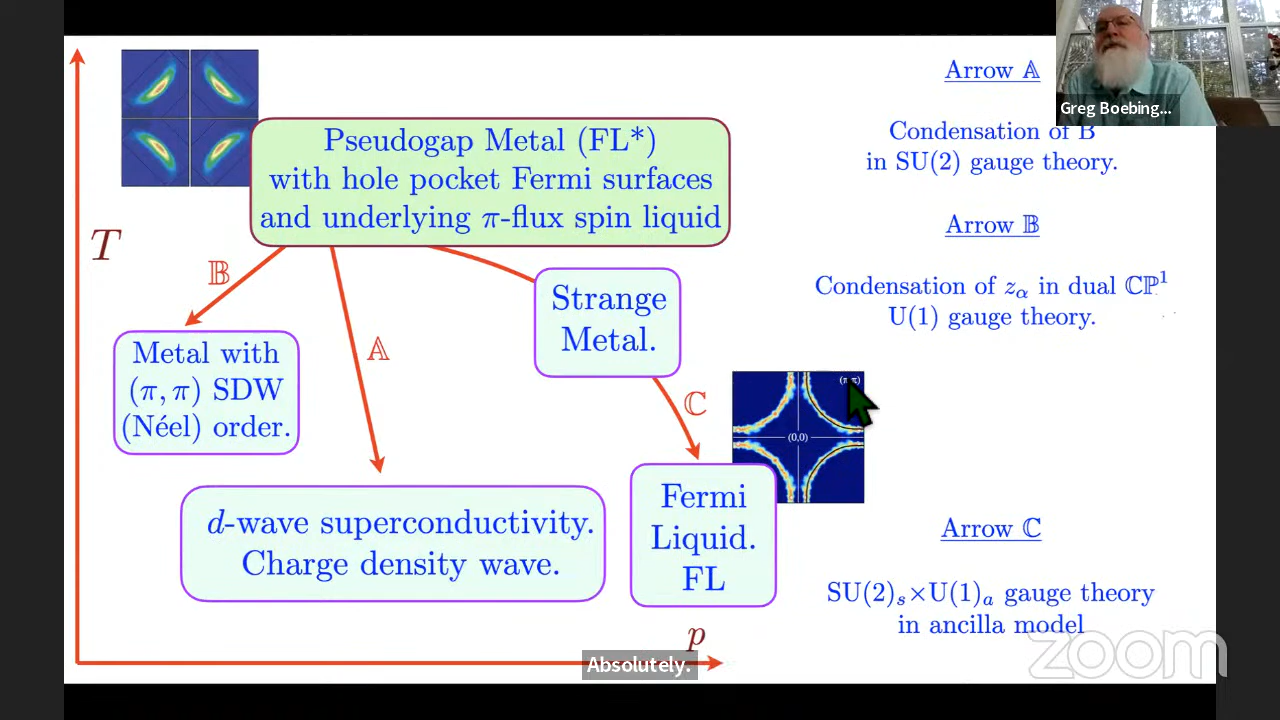 Pseudogap Metal (FL*)
with hole pocket Fermi surfaces
and underlying π-flux spin liquid
T
𝔹
𝔸
Strange
Metal.
ℂ
Metal with
(π, π) SDW
(Néel) order.
d-wave superconductivity.
Charge density wave.
Fermi
Liquid.
FL
(π,π)
(0,0)
p
Arrow 𝔸
Condensation of B
in SU(2) gauge theory.
Arrow 𝔹
Condensation of zα in dual ℂℙ¹
U(1) gauge theory.
Arrow ℂ
SU(2)ₛ×U(1)ₐ gauge theory
in ancilla model
Greg Boebing...
Absolutely.
zoom